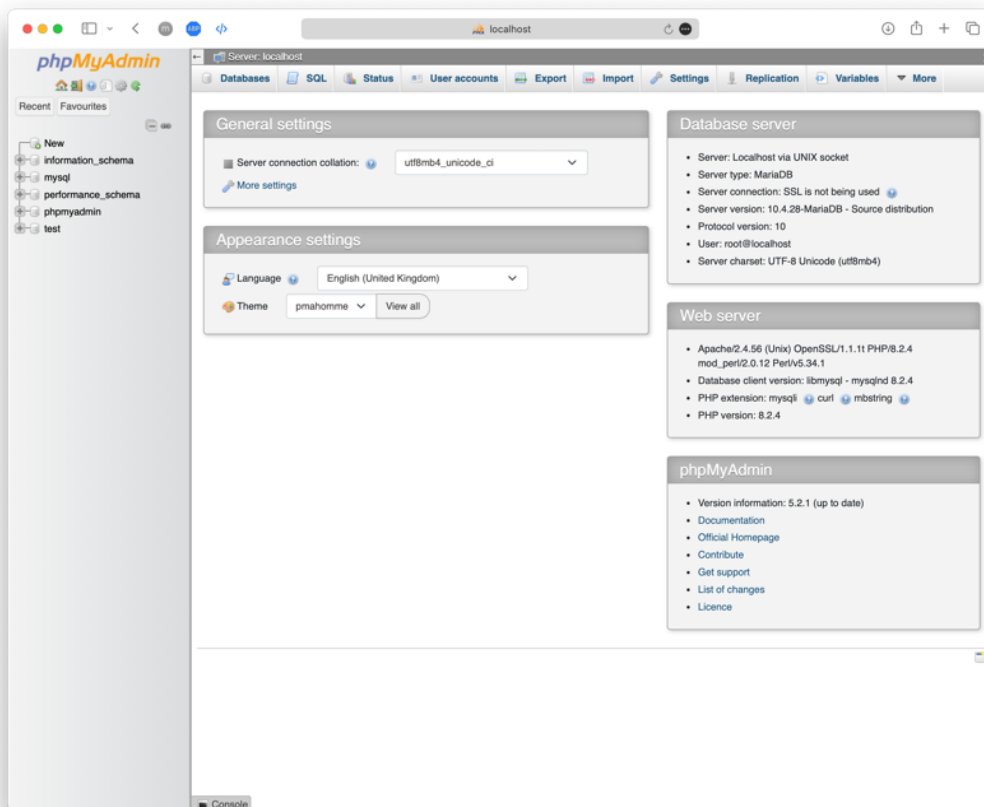 localhost
phpMyAdmin
Recent Favourites
New
information_schema
mysql
performance_schema
phpmyadmin
test
Server: localhost
Databases SQL Status User accounts Export Import Settings Replication Variables More
General settings
Server connection collation: utf8mb4_unicode_ci
More settings
Appearance settings
Language English (United Kingdom)
Theme pmahomme View all
Database server
Server: Localhost via UNIX socket
Server type: MariaDB
Server connection: SSL is not being used
Server version: 10.4.28-MariaDB - Source distribution
Protocol version: 10
User: root@localhost
Server charset: UTF-8 Unicode (utf8mb4)
Web server
Apache/2.4.56 (Unix) OpenSSL/1.1.1t PHP/8.2.4
mod_perl/2.0.12 Perl/v5.34.1
Database client version: libmysql - mysqlnd 8.2.4
PHP extension: mysqli curl mbstring
PHP version: 8.2.4
phpMyAdmin
Version information: 5.2.1 (up to date)
Documentation
Official Homepage
Contribute
Get support
List of changes
Licence
Console